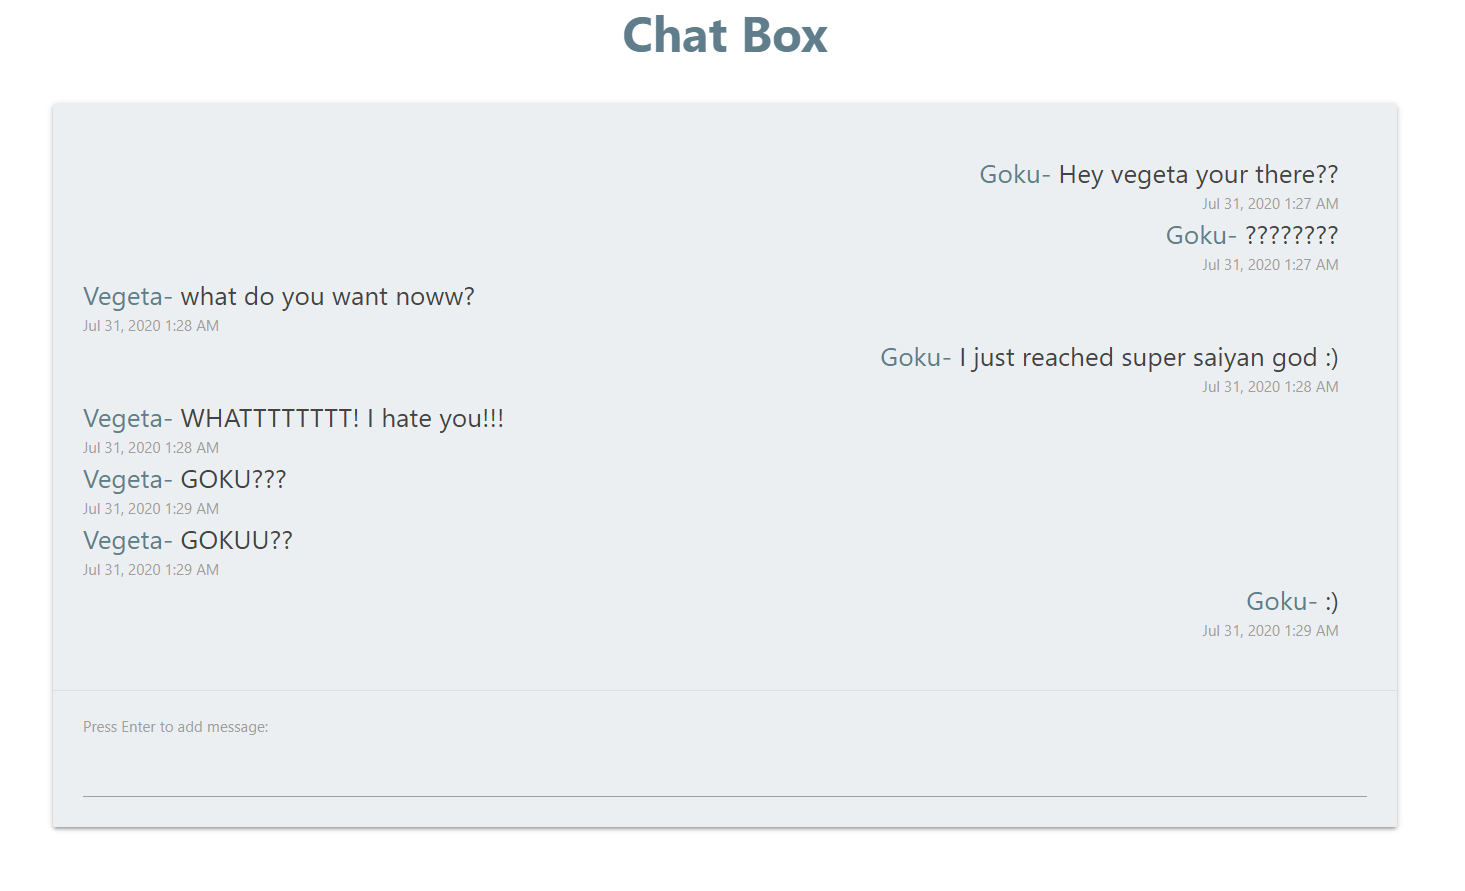 Chat Box
Goku- Hey vegeta your there??
Jul 31, 2020 1:27 AM
Goku- ????????
Jul 31, 2020 1:27 AM
Vegeta- what do you want noww?
Jul 31, 2020 1:28 AM
Goku- I just reached super saiyan god :)
Jul 31, 2020 1:28 AM
Vegeta- WHATTTTTTTT! I hate you!!!
Jul 31, 2020 1:28 AM
Vegeta- GOKU???
Jul 31, 2020 1:29 AM
Vegeta- GOKUU??
Jul 31, 2020 1:29 AM
Goku- :)
Jul 31, 2020 1:29 AM
Press Enter to add message: